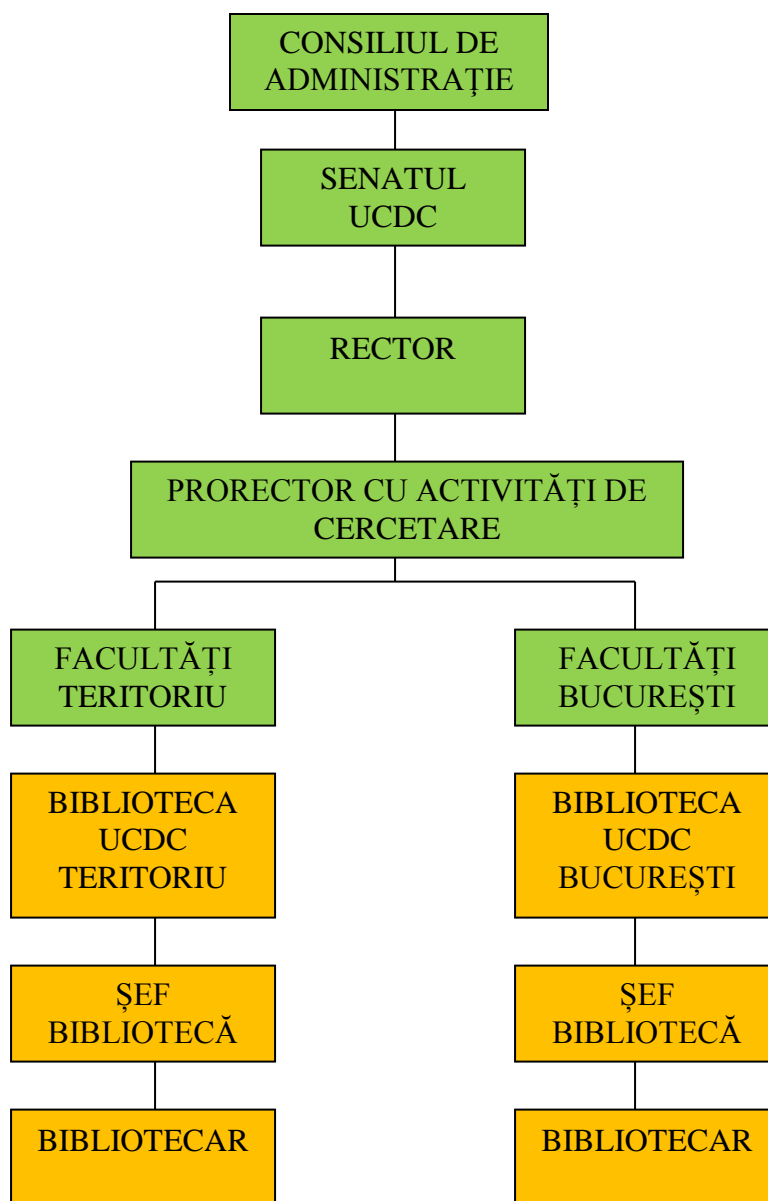 CONSILIUL DE
ADMINISTRAŢIE
SENATUL
UCDC
RECTOR
PRORECTOR CU ACTIVITĂȚI DE
CERCETARE
FACULTĂȚI
TERITORIU
FACULTĂȚI
BUCUREȘTI
BIBLIOTECA
UCDC
TERITORIU
BIBLIOTECA
UCDC
BUCUREȘTI
ȘEF
BIBLIOTECĂ
ȘEF
BIBLIOTECĂ
BIBLIOTECAR
BIBLIOTECAR